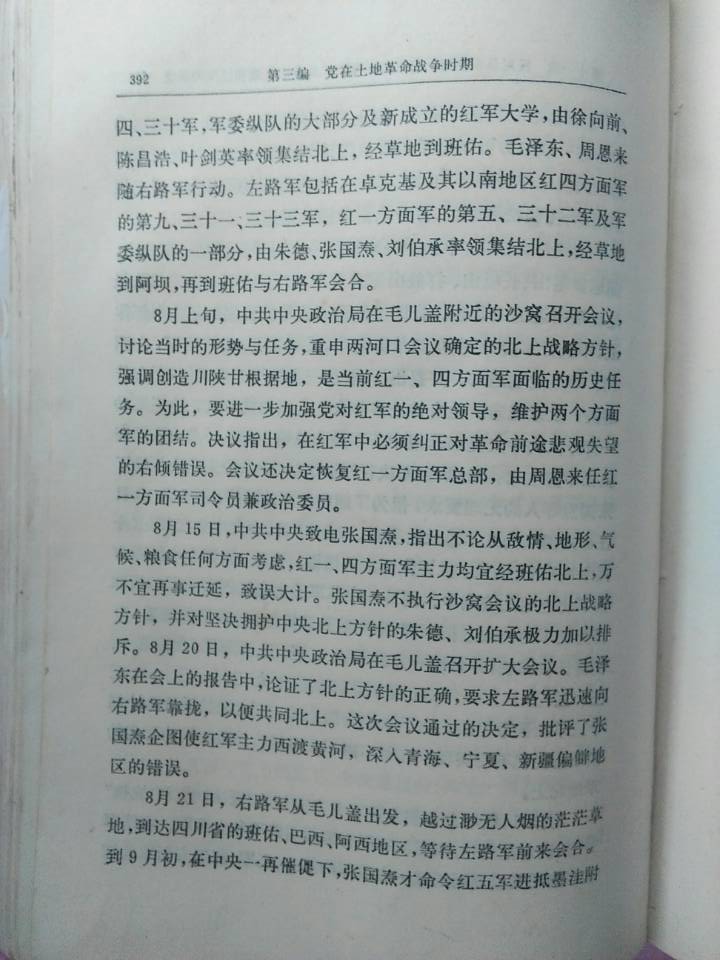 392 第三编 党在土地革命战争时期
四、三十军，军委纵队的大部分及新成立的红军大学，由徐向前、
陈昌浩、叶剑英率领集结北上，经草地到班佑。毛泽东、周恩来
随右路军行动。左路军包括在卓克基及其以南地区红四方面军
的第九、三十一、三十三军，红一方面军的第五、三十二军及军
委纵队的一部分，由朱德、张国焘、刘伯承率领集结北上，经草地
到阿坝，再到班佑与右路军会合。
8月上旬，中共中央政治局在毛儿盖附近的沙窝召开会议，
讨论当时的形势与任务，重申两河口会议确定的北上战略方针，
强调创造川陕甘根据地，是当前红一、四方面军面临的历史任
务。为此，要进一步加强党对红军的绝对领导，维护两个方面
军的团结。决议指出，在红军中必须纠正对革命前途悲观失望
的右倾错误。会议还决定恢复红一方面军总部，由周恩来任红
一方面军司令员兼政治委员。
8月15日，中共中央致电张国焘，指出不论从敌情、地形、气
候、粮食任何方面考虑，红一、四方面军主力均宜经班佑北上，万
不宜再事迁延，致误大计。张国焘不执行沙窝会议的北上战略
方针，并对坚决拥护中央北上方针的朱德、刘伯承极力加以排
斥。8月20日，中共中央政治局在毛儿盖召开扩大会议。毛泽
东在会上的报告中，论证了北上方针的正确，要求左路军迅速向
右路军靠拢，以便共同北上。这次会议通过的决定，批评了张
国焘企图使红军主力西渡黄河，深入青海、宁夏、新疆偏僻地
区的错误。
8月21日，右路军从毛儿盖出发，越过渺无人烟的茫茫草
地，到达四川省的班佑、巴西、阿西地区，等待左路军前来会合。
到9月初，在中央一再催促下，张国焘才命令红五军进抵墨洼附